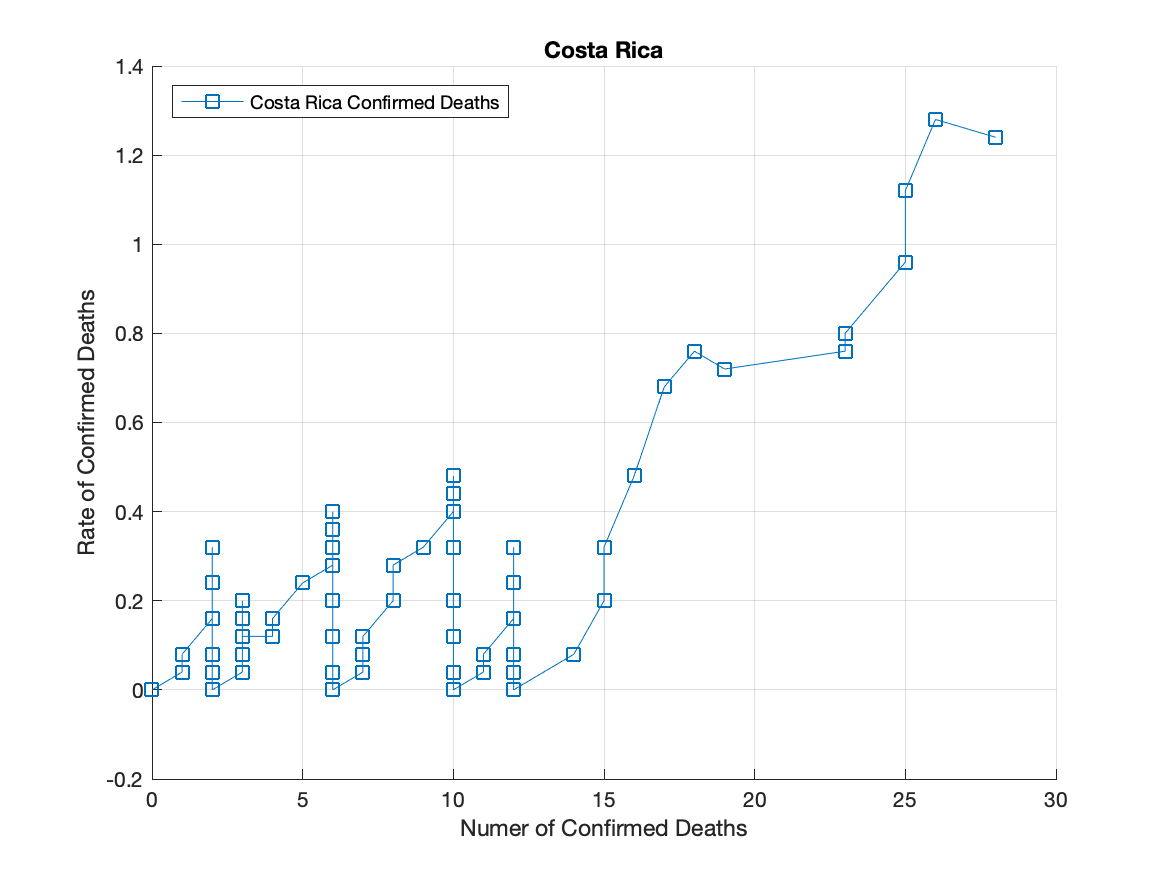 Costa Rica
1.4
Costa Rica Confirmed Deaths
1.2
1
0.8
0.6
0.4
0.2
0
-0.2
Rate of Confirmed Deaths
0 5 10 15 20 25 30
Numer of Confirmed Deaths